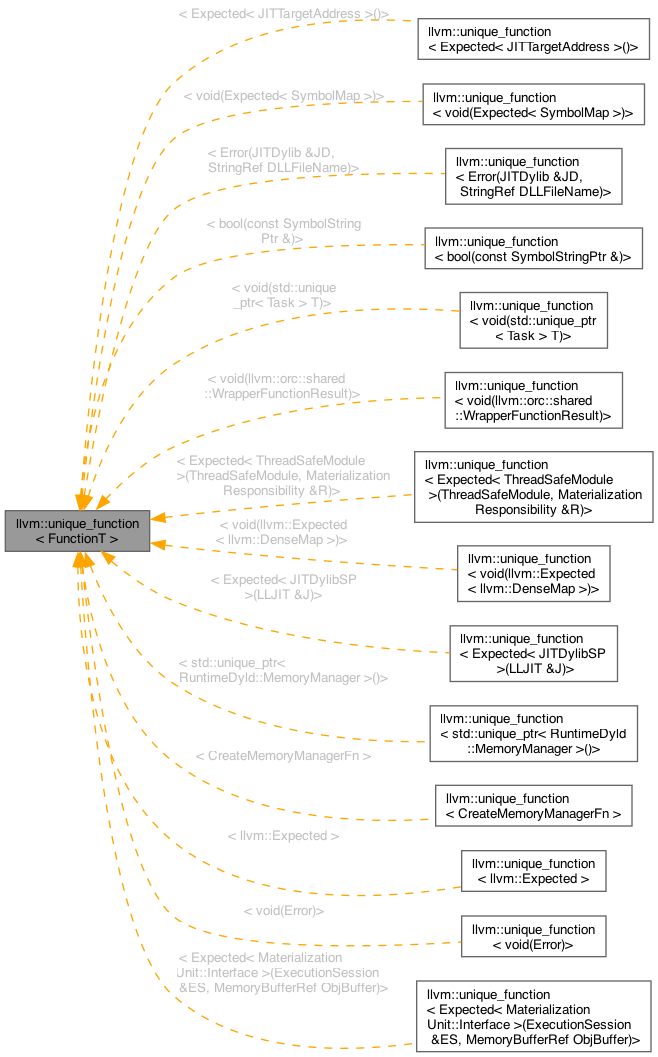 < Expected< JITTargetAddress >()>
llvm::unique_function
< Expected< JITTargetAddress >()>
< void(Expected< SymbolMap >)>
llvm::unique_function
< void(Expected< SymbolMap >)>
< Error(JITDylib &JD,
StringRef DLLFileName)>
llvm::unique_function
< Error(JITDylib &JD,
StringRef DLLFileName)>
< bool(const SymbolString
Ptr &)>
llvm::unique_function
< bool(const SymbolStringPtr &)>
< void(std::unique
_ptr< Task > T)>
llvm::unique_function
< void(std::unique_ptr
< Task > T)>
< void(llvm::orc::shared
::WrapperFunctionResult)>
llvm::unique_function
< void(llvm::orc::shared
::WrapperFunctionResult)>
< Expected< ThreadSafeModule
>(ThreadSafeModule, Materialization
Responsibility &R)>
llvm::unique_function
< Expected< ThreadSafeModule
>(ThreadSafeModule, Materialization
Responsibility &R)>
llvm::unique_function
< FunctionT >
< void(llvm::Expected
< llvm::DenseMap >)>
llvm::unique_function
< void(llvm::Expected
< llvm::DenseMap >)>
< Expected< JITDylibSP
>(LLJIT &J)>
llvm::unique_function
< Expected< JITDylibSP
>(LLJIT &J)>
< std::unique_ptr<
RuntimeDyld::MemoryManager >()>
llvm::unique_function
< std::unique_ptr< RuntimeDyld
::MemoryManager >()>
< CreateMemoryManagerFn >
llvm::unique_function
< CreateMemoryManagerFn >
< llvm::Expected >
llvm::unique_function
< llvm::Expected >
< void(Error)>
llvm::unique_function
< void(Error)>
< Expected< Materialization
Unit::Interface >(ExecutionSession
&ES, MemoryBufferRef ObjBuffer)>
llvm::unique_function
< Expected< Materialization
Unit::Interface >(ExecutionSession
&ES, MemoryBufferRef ObjBuffer)>